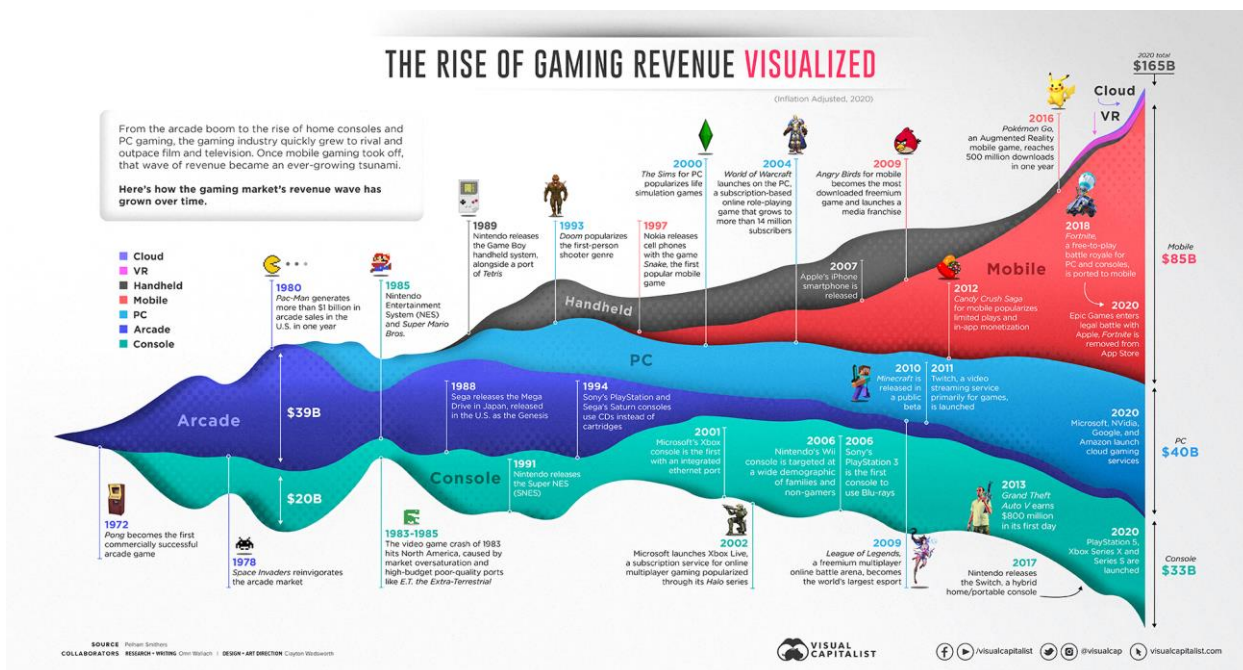 THE RISE OF GAMING REVENUE VISUALIZED
(Inflation Adjusted, 2020)
2020 total
$165B
From the arcade boom to the rise of home consoles and
PC gaming, the gaming industry quickly grew to rival and
outpace film and television. Once mobile gaming took off,
that wave of revenue became an ever-growing tsunami.
Here's how the gaming market's revenue wave has
grown over time.
Cloud
VR
Handheld
Mobile
PC
Arcade
Console
1980
Pac-Man generates
more than $1 billion in
arcade sales in the
U.S. in one year
1985
Nintendo
Entertainment
System (NES)
and Super Mario
Bros.
1989
Nintendo releases
the Game Boy
handheld system,
alongside a port
of Tetris
1993
Doom popularizes
the first-person
shooter genre
1997
Nokia releases
cell phones
with the game
Snake, the first
popular mobile
game
2000
The Sims for PC
popularizes life
simulation games
2004
World of Warcraft
launches on the PC,
a subscription-based
online role-playing
game that grows to
more than 14 million
subscribers
2009
Angry Birds for mobile
becomes the most
downloaded freemium
game and launches a
media franchise
2016
Pokémon Go,
an Augmented Reality
mobile game, reaches
500 million downloads
in one year
Cloud
VR
2007
Apple's iPhone
smartphone is
released
2012
Candy Crush Saga
for mobile popularizes
limited plays and
in-app monetization
2018
Fortnite,
a free-to-play
battle royale for
PC and consoles,
is ported to mobile
2020
Epic Games enters
legal battle with
Apple, Fortnite is
removed from
App Store
Handheld
Mobile
PC
Arcade
Console
Mobile
$85B
PC
$40B
Console
$33B
$39B
$20B
1988
Sega releases the Mega
Drive in Japan, released
in the U.S. as the Genesis
1994
Sony's PlayStation and
Sega's Saturn consoles
use CDs instead of
cartridges
2010
Minecraft is
released in
a public
beta
2011
Twitch, a video
streaming service
primarily for games,
is launched
2020
Microsoft, NVidia,
Google, and
Amazon launch
cloud gaming
services
1991
Nintendo releases
the Super NES
(SNES)
2001
Microsoft's Xbox
console is the first
with an integrated
ethernet port
2006
Nintendo's Wii
console is targeted at
a wide demographic
of families and
non-gamers
2006
Sony's
PlayStation 3
is the first
console to
use Blu-rays
2013
Grand Theft
Auto V earns
$800 million
in its first day
2020
PlayStation 5,
Xbox Series X and
Series S are
launched
1972
Pong becomes the first
commercially successful
arcade game
1978
Space Invaders reinvigorates
the arcade market
1983-1985
The video game crash of 1983
hits North America, caused by
market oversaturation and
high-budget poor-quality ports
like E.T. the Extra-Terrestrial
2002
Microsoft launches Xbox Live,
a subscription service for online
multiplayer gaming popularized
through its Halo series
2009
League of Legends,
a freemium multiplayer
online battle arena, becomes
the world's largest esport
2017
Nintendo releases
the Switch, a hybrid
home/portable console
SOURCE Pelham Smithers
COLLABORATORS RESEARCH + WRITING Omri Wallach | DESIGN + ART DIRECTION Clayton Wadsworth
VISUAL
CAPITALIST
/visualcapitalist
@visualcap
visualcapitalist.com